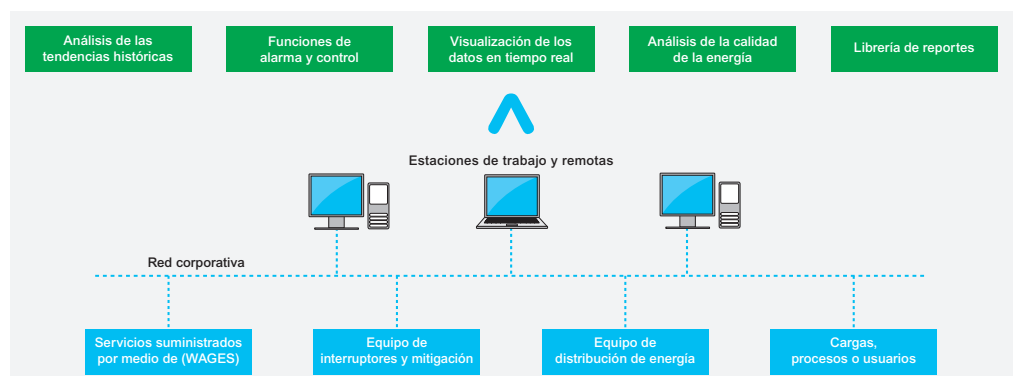 Análisis de las
tendencias históricas
Funciones de
alarma y control
Visualización de los
datos en tiempo real
Análisis de la calidad
de la energía
Librería de reportes
Estaciones de trabajo y remotas
Red corporativa
Servicios suministrados
por medio de (WAGES)
Equipo de
interruptores y mitigación
Equipo de
distribución de energía
Cargas,
procesos o usuarios